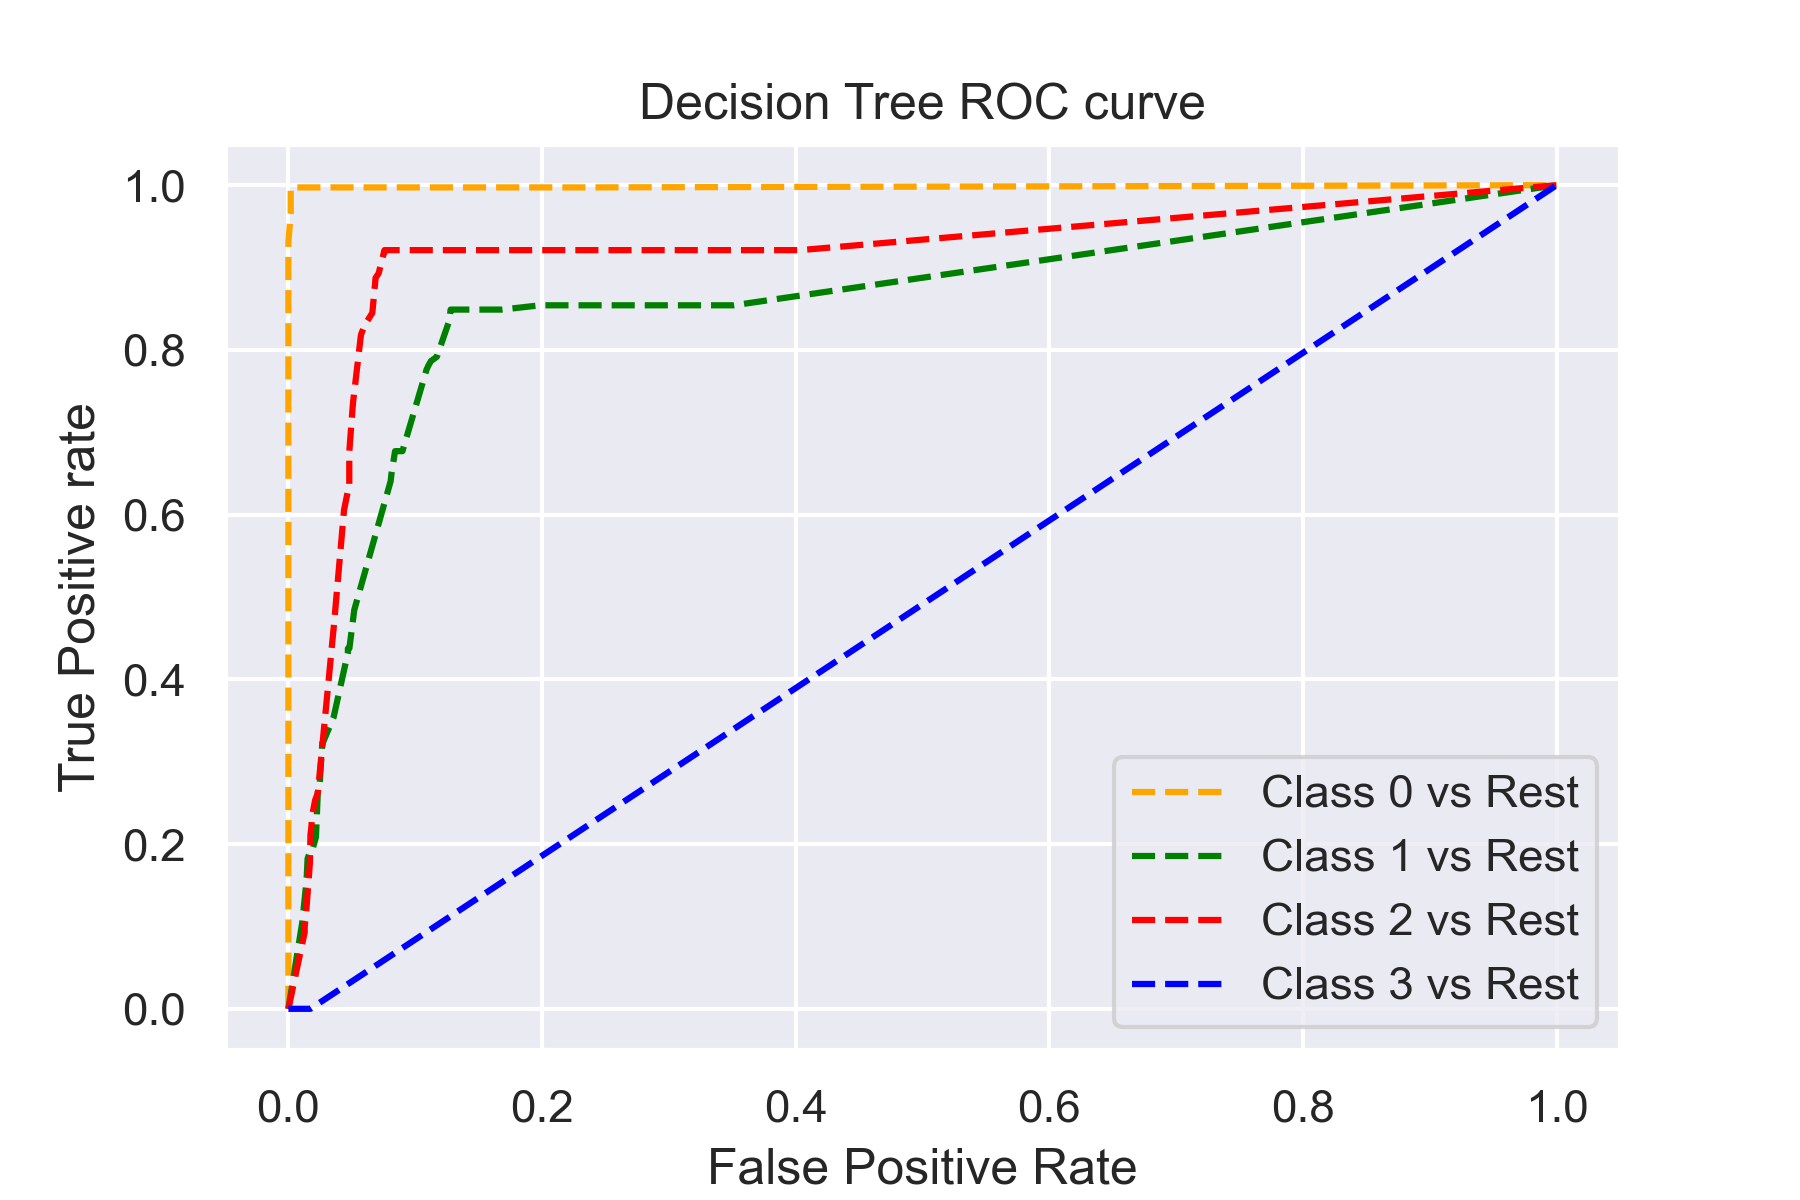 Decision Tree ROC curve
1.0
0.8
0.6
0.4
0.2
0.0
True Positive rate
Class 0 vs Rest
Class 1 vs Rest
Class 2 vs Rest
Class 3 vs Rest
0.0 0.2 0.4 0.6 0.8 1.0
False Positive Rate